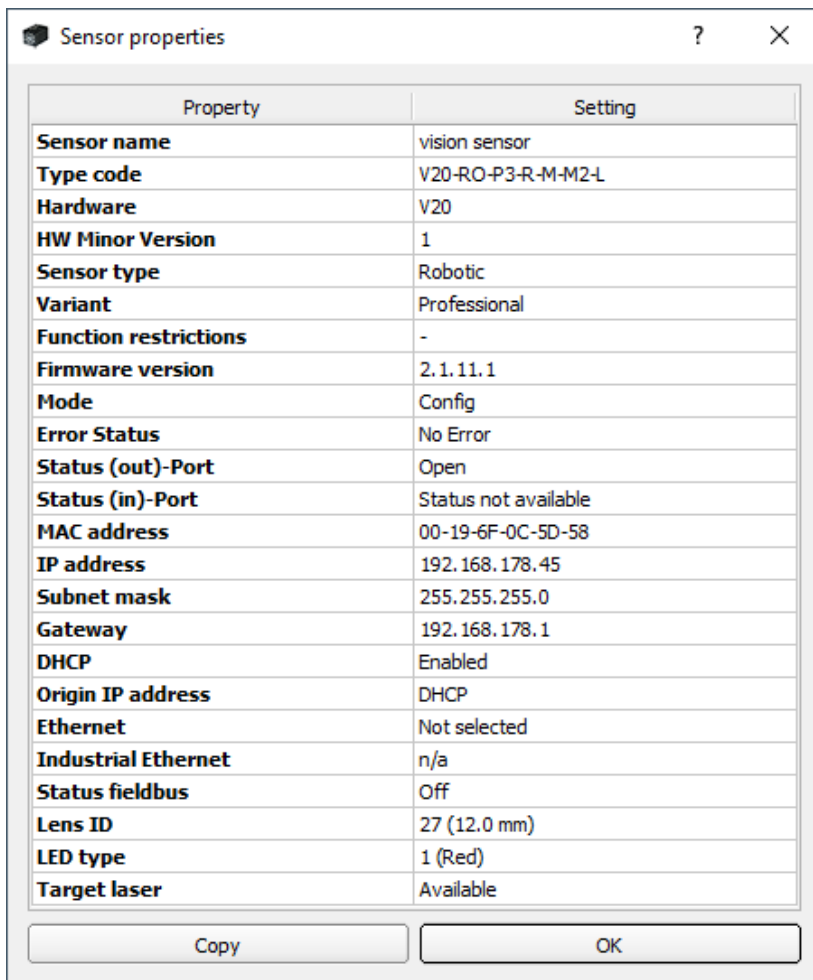 Sensor properties ? ×
Property Setting
Sensor name vision sensor
Type code V20-RO-P3-R-M-M2-L
Hardware V20
HW Minor Version 1
Sensor type Robotic
Variant Professional
Function restrictions -
Firmware version 2.1.11.1
Mode Config
Error Status No Error
Status (out)-Port Open
Status (in)-Port Status not available
MAC address 00-19-6F-0C-5D-58
IP address 192.168.178.45
Subnet mask 255.255.255.0
Gateway 192.168.178.1
DHCP Enabled
Origin IP address DHCP
Ethernet Not selected
Industrial Ethernet n/a
Status fieldbus Off
Lens ID 27 (12.0 mm)
LED type 1 (Red)
Target laser Available
Copy OK